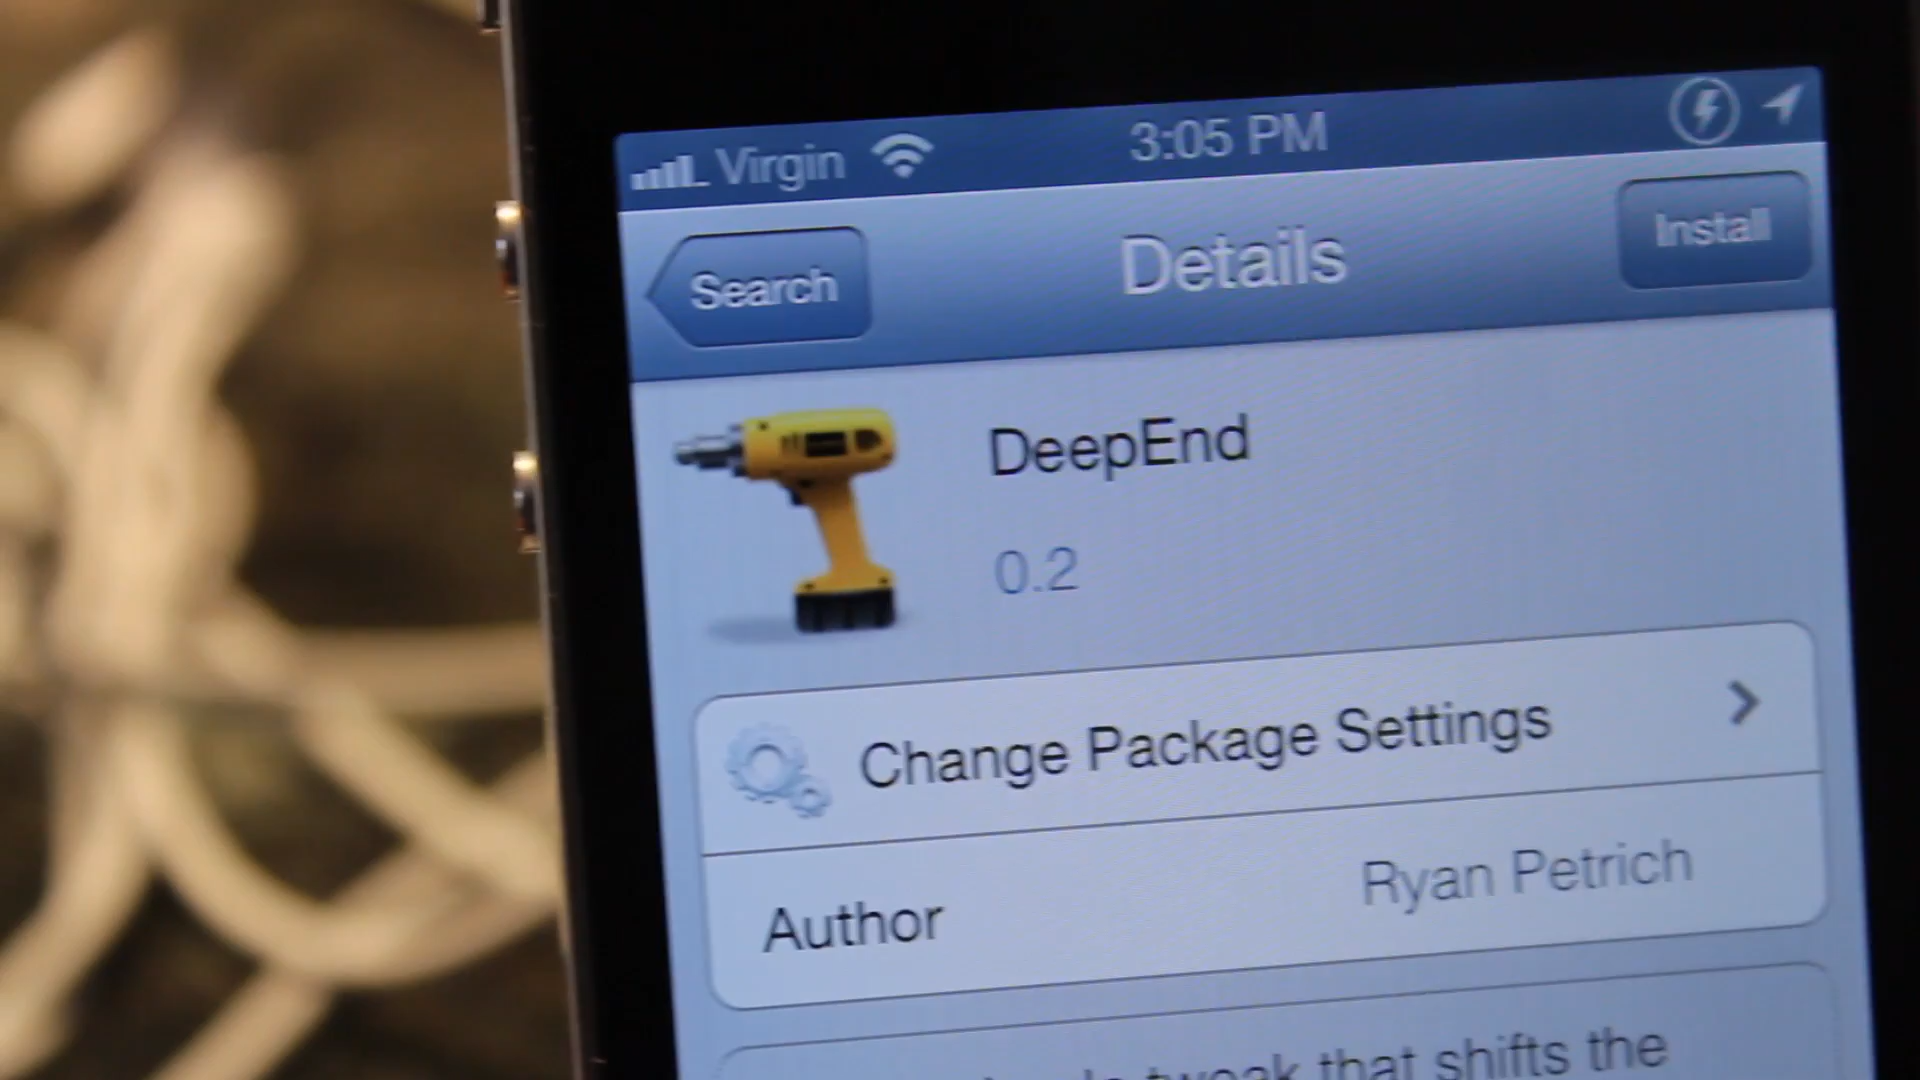 Virgin 3:05 PM
Search Details Install
DeepEnd
0.2
Change Package Settings
Author Ryan Petrich
tweak that shifts the